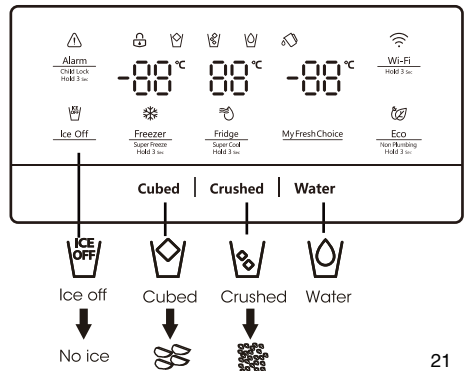 Alarm
Child Lock
Hold 3 Sec
-88°C
88°C
-88°C
Wi-Fi
Hold 3 Sec
ICE OFF
Ice Off
Freezer
Super Freeze
Hold 3 Sec
Fridge
Super Cool
Hold 3 Sec
My Fresh Choice
Eco
Non Plumbing
Hold 3 Sec
Cubed | Crushed | Water
ICE
OFF
Ice off
Cubed
Crushed
Water
No ice
21